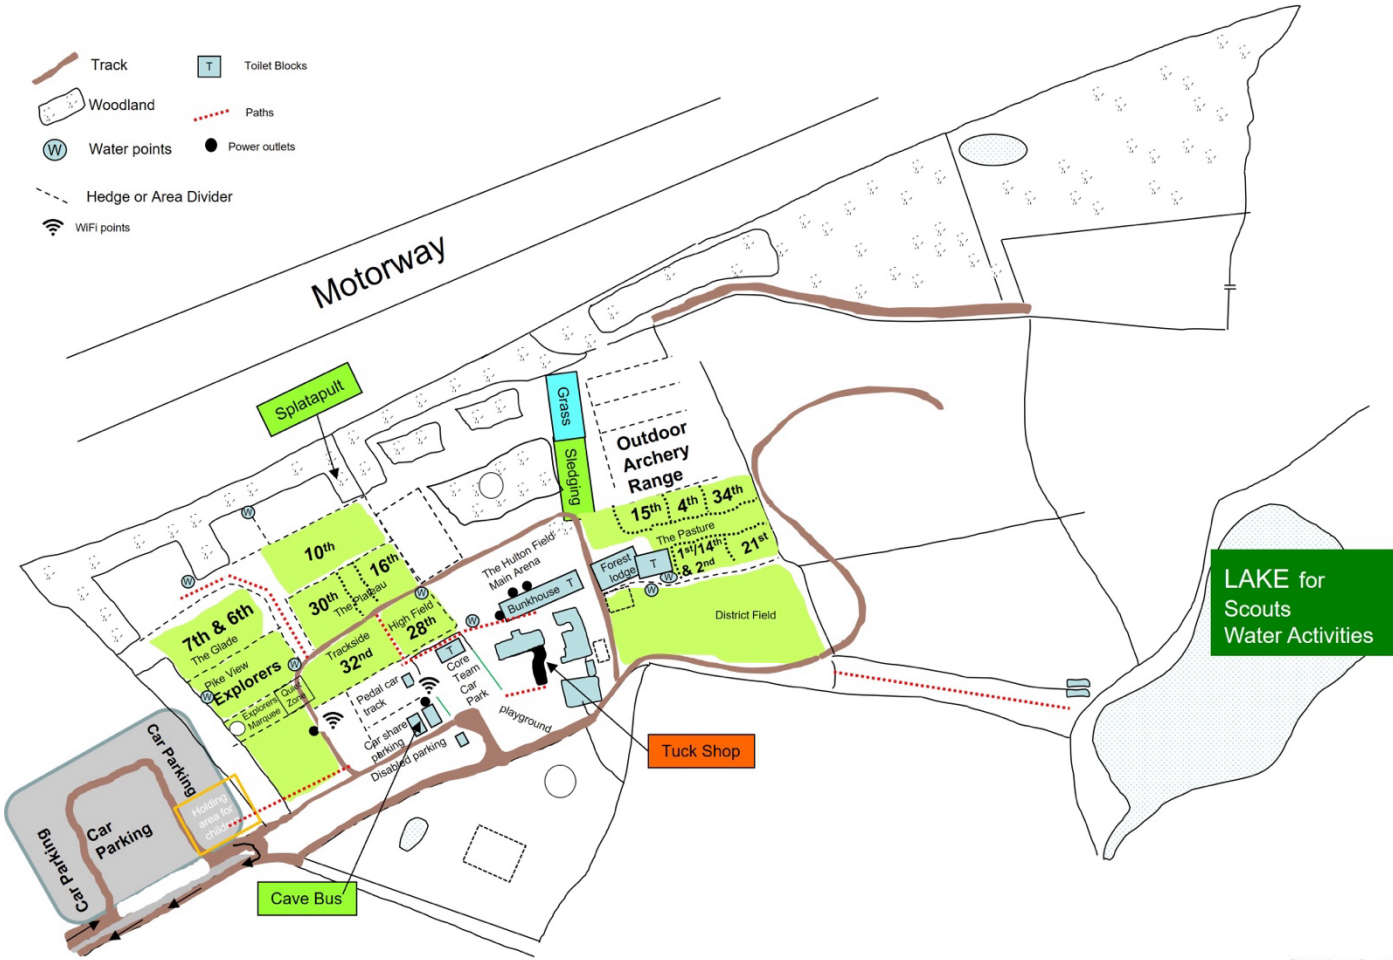 Track
T
Toilet Blocks
Woodland
Paths
W
Water points
Power outlets
Hedge or Area Divider
WiFi points
Motorway
Splatapult
Grass
Sledging
Outdoor
Archery
Range
15th
4th
34th
The Pasture
1st/14th
& 2nd
21st
W
10th
The Hulton Field
Main Arena
Forest
lodge
T
W
W
W
16th
30th
The Plateau
Bunkhouse
T
W
High Field
28th
W
District Field
7th & 6th
The Glade
Trackside
32nd
T
Core
Team
Car
Park
W
Pike View
Explorers
W
Quiet
Zone
Explorers
Marquee
Pedal car
track
playground
Car share
parking
Disabled parking
Tuck Shop
LAKE for
Scouts
Water Activities
Car Parking
Holding
area for
child
Car
Parking
Car Parking
Cave Bus